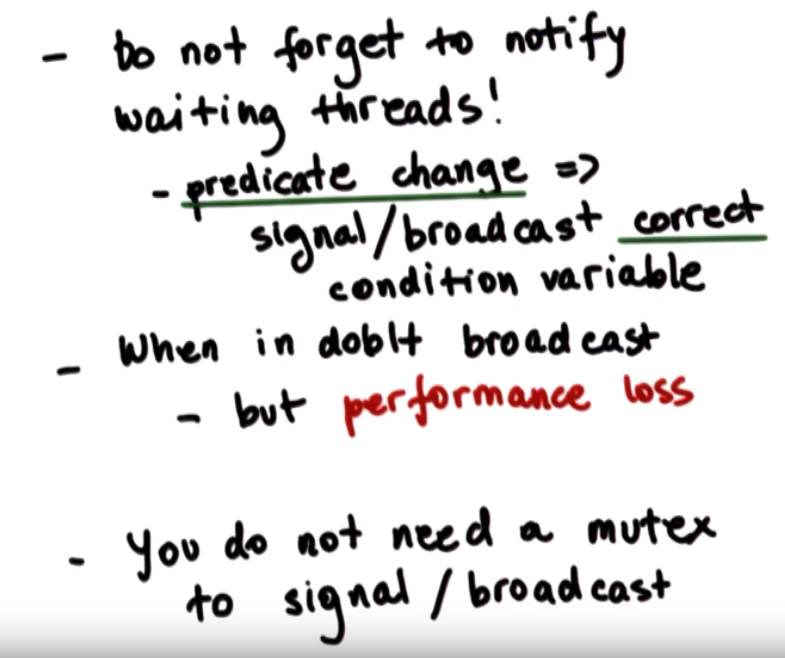 - Do not forget to notify
waiting threads!
- predicate change =>
signal/broadcast correct
condition variable
- When in doblt broadcast
- but performance loss
- You do not need a mutex
to signal / broadcast